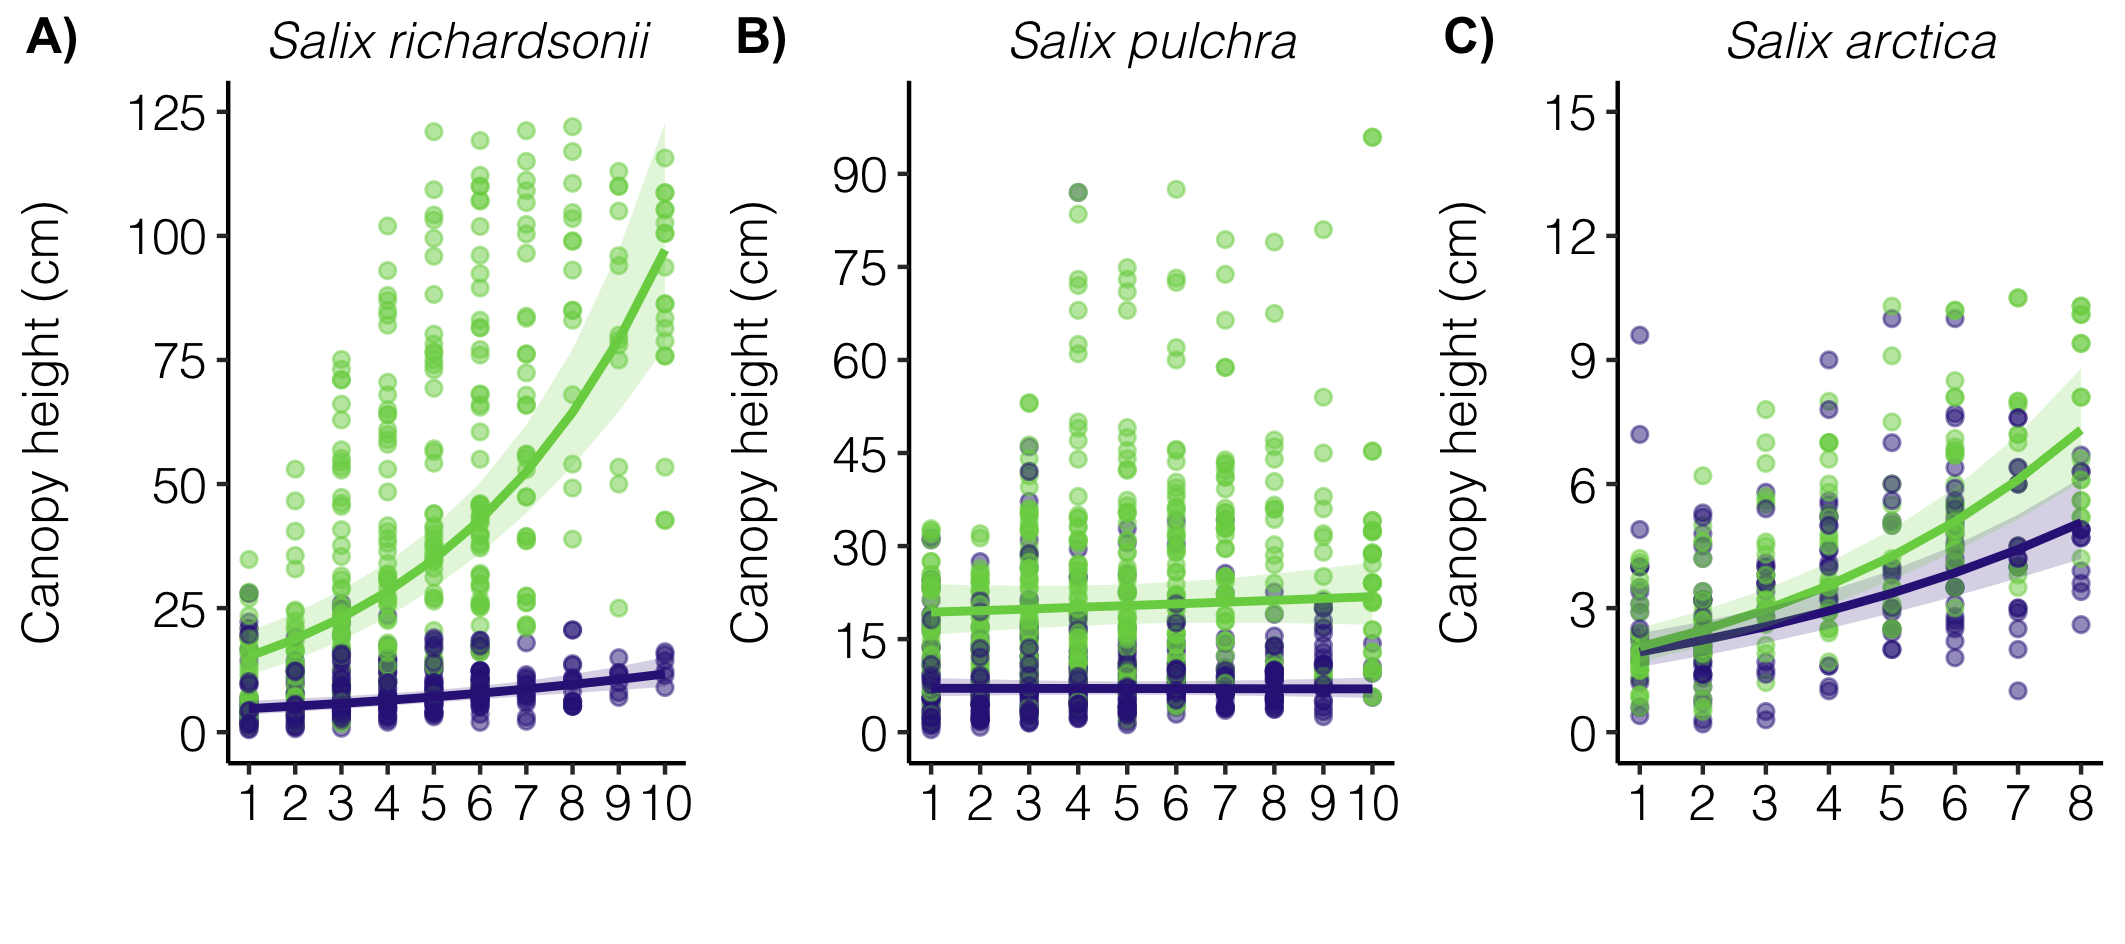 A) Salix richardsonii
Canopy height (cm)
125
100
75
50
25
0
1 2 3 4 5 6 7 8 9 10
B) Salix pulchra
Canopy height (cm)
90
75
60
45
30
15
0
1 2 3 4 5 6 7 8 9 10
C) Salix arctica
Canopy height (cm)
15
12
9
6
3
0
1 2 3 4 5 6 7 8